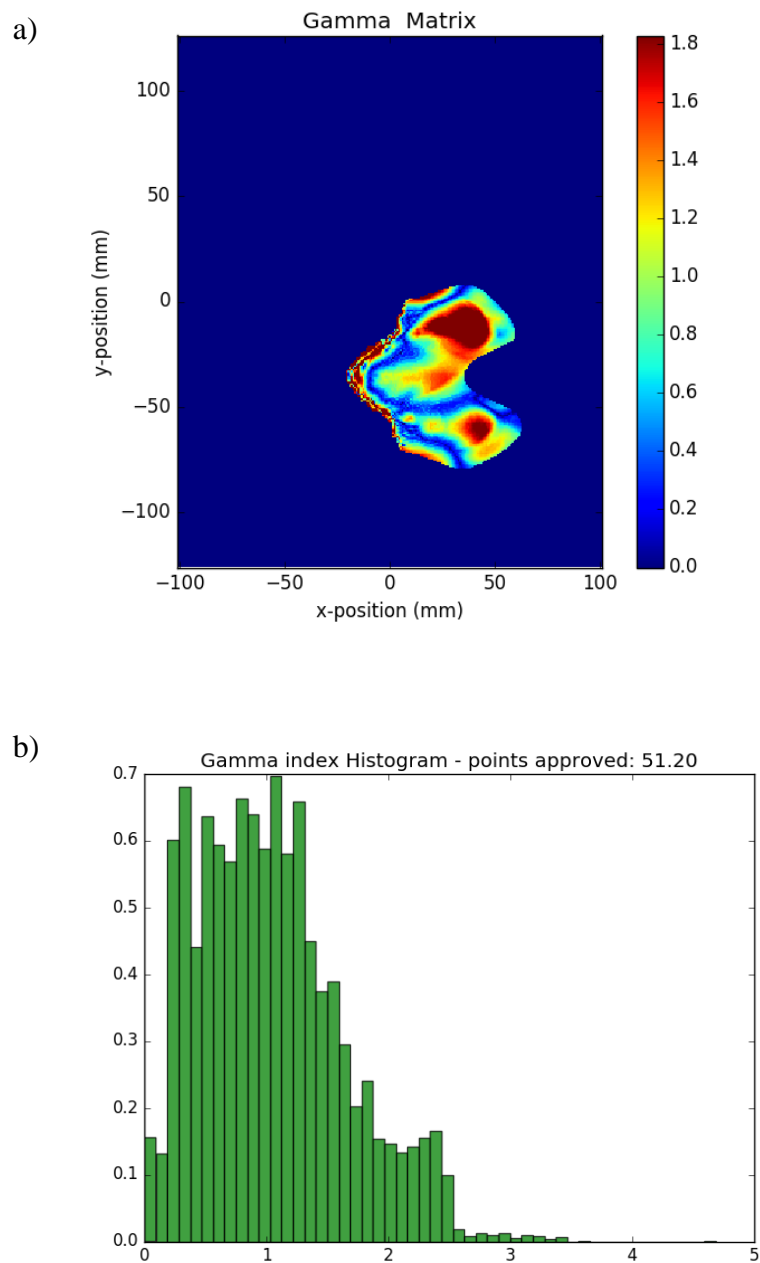 a)
Gamma Matrix
100
50
0
−50
−100
y-position (mm)
−100 −50 0 50 100
x-position (mm)
1.8
1.6
1.4
1.2
1.0
0.8
0.6
0.4
0.2
0.0
b)
Gamma index Histogram - points approved: 51.20
0.7
0.6
0.5
0.4
0.3
0.2
0.1
0.0
0 1 2 3 4 5